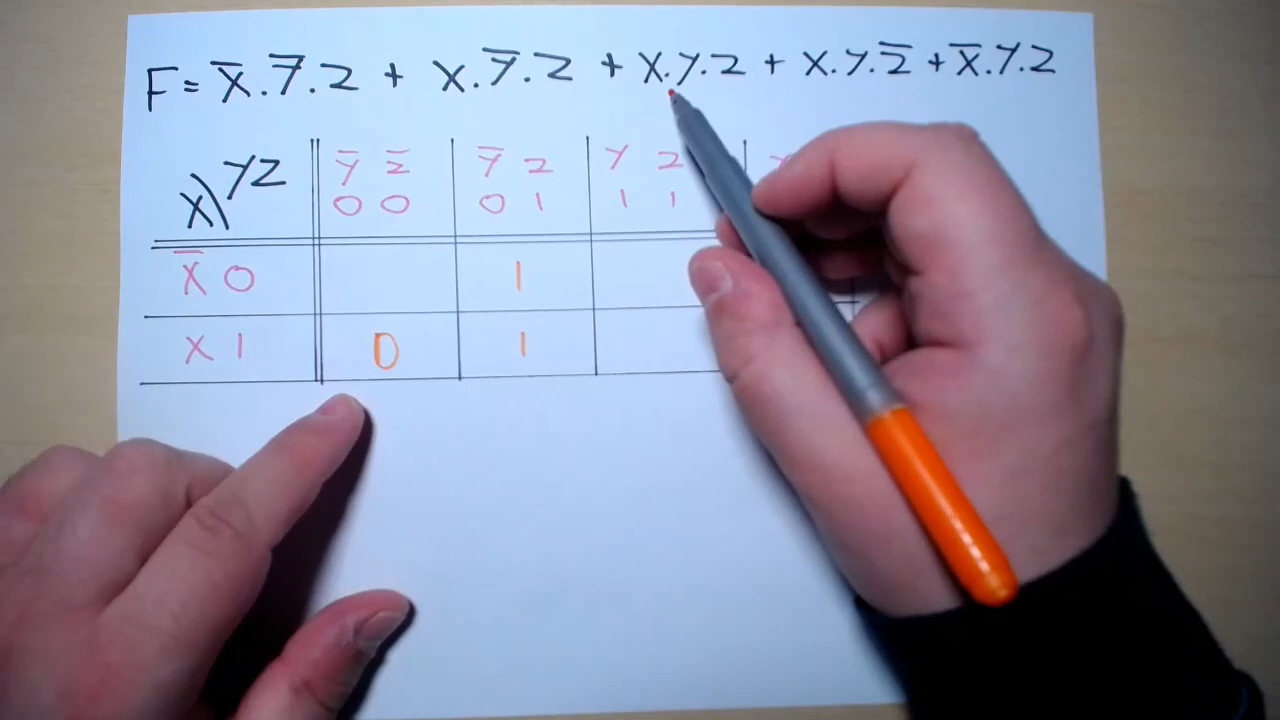 F = X̅.Y̅.Z + X.Y̅.Z + X.Y.Z + X.Y.Z̅ + X̅.Y.Z
X\YZ Y̅ Z̅ Y̅ Z Y Z
0 0 0 1 1 1
X̅ 0 1
X 1 0 1